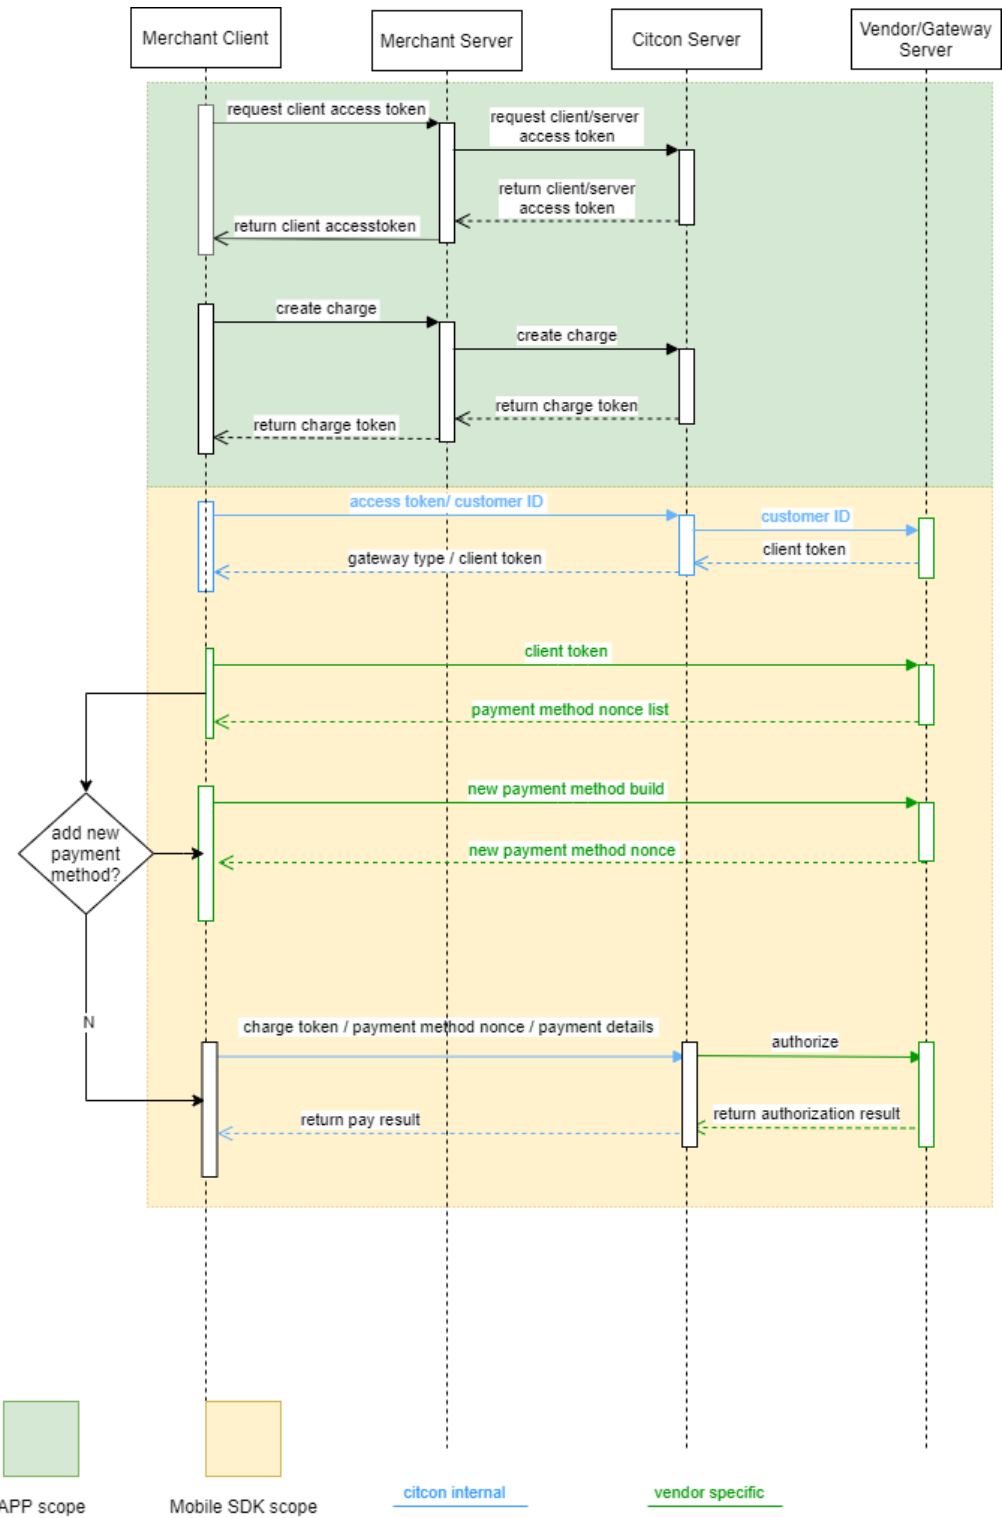 Merchant Client
Merchant Server
Citcon Server
Vendor/Gateway
Server
request client access token
request client/server
access token
return client/server
access token
return client accesstoken
create charge
create charge
return charge token
return charge token
access token/ customer ID
customer ID
client token
gateway type / client token
client token
payment method nonce list
new payment method build
add new
payment
method?
new payment method nonce
N
charge token / payment method nonce / payment details
authorize
return authorization result
return pay result
citcon internal
vendor specific
APP scope
Mobile SDK scope